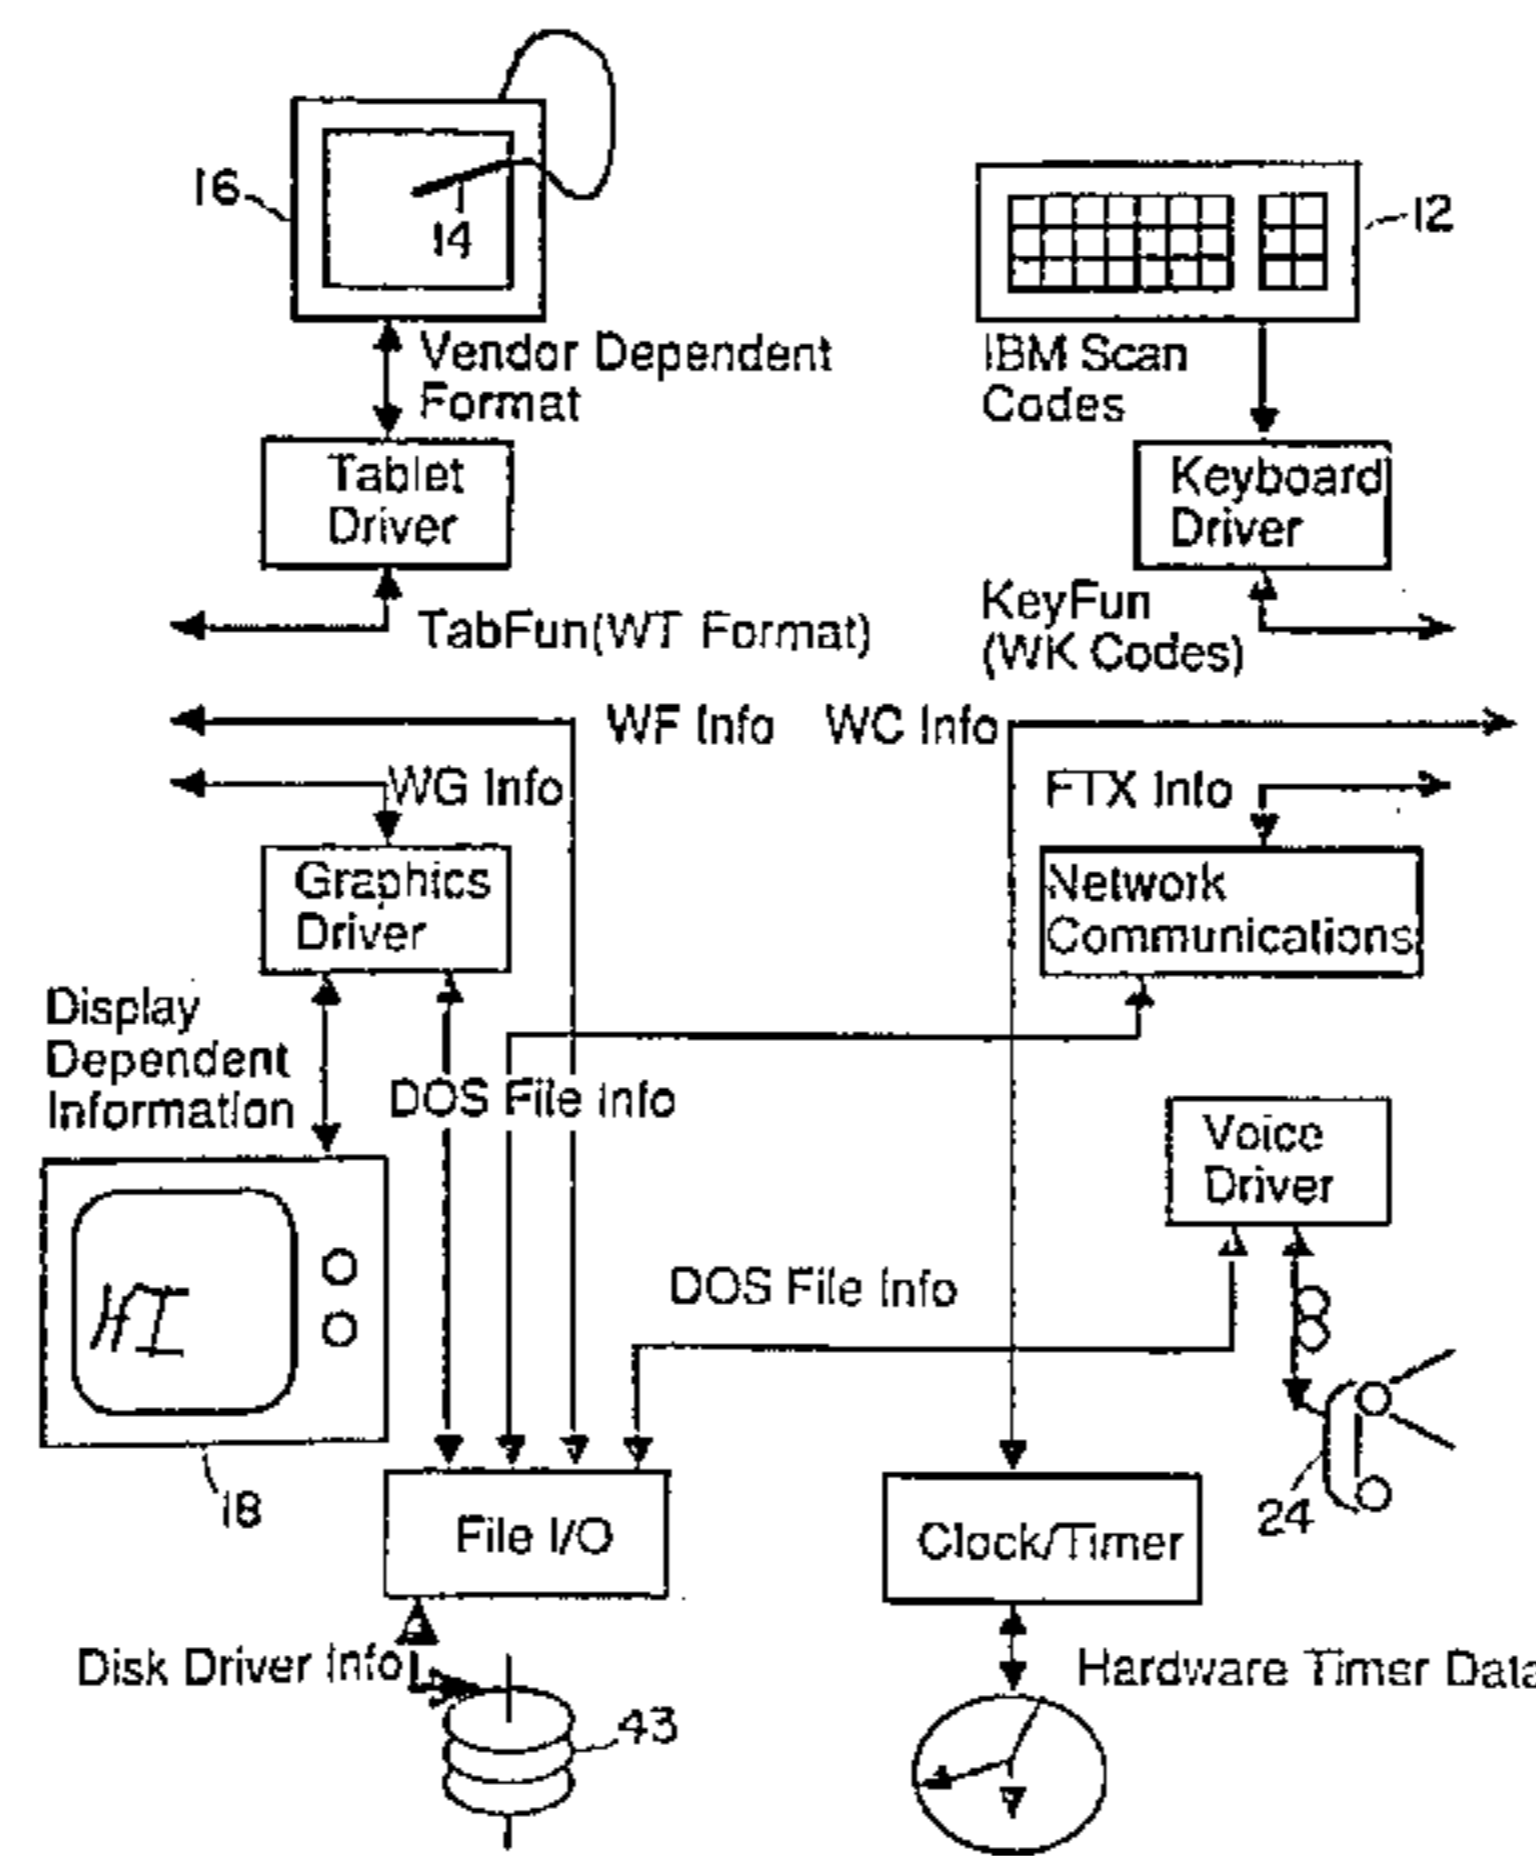 16
14
12
Vendor Dependent
Format
IBM Scan
Codes
Tablet
Driver
Keyboard
Driver
TabFun(WT Format)
KeyFun
(WK Codes)
WF Info
WC Info
WG Info
FTX Info
Graphics
Driver
Network
Communications
Display
Dependent
Information
DOS File Info
Voice
Driver
HI
DOS File Info
18
24
File I/O
Clock/Timer
Disk Driver Info
Hardware Timer Data
43